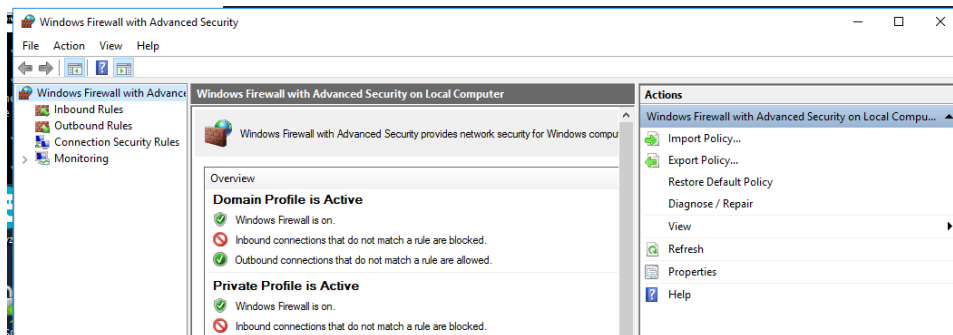 Windows Firewall with Advanced Security
File Action View Help
Windows Firewall with Advance
Inbound Rules
Outbound Rules
Connection Security Rules
Monitoring
Windows Firewall with Advanced Security on Local Computer
Windows Firewall with Advanced Security provides network security for Windows compu
Overview
Domain Profile is Active
Windows Firewall is on.
Inbound connections that do not match a rule are blocked.
Outbound connections that do not match a rule are allowed.
Private Profile is Active
Windows Firewall is on.
Inbound connections that do not match a rule are blocked.
Actions
Windows Firewall with Advanced Security on Local Compu...
Import Policy...
Export Policy...
Restore Default Policy
Diagnose / Repair
View
Refresh
Properties
Help